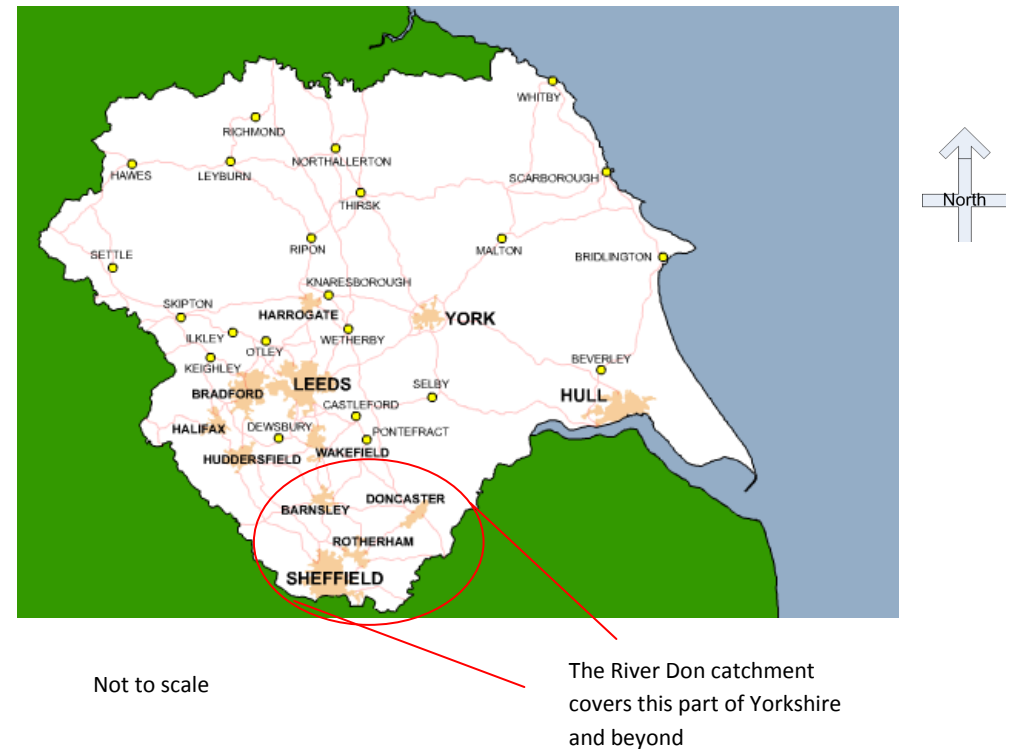 WHITBY
RICHMOND
NORTHALLERTON
HAWES
LEYBURN
SCARBOROUGH
THIRSK
North
RIPON
MALTON
SETTLE
BRIDLINGTON
KNARESBOROUGH
SKIPTON
HARROGATE
YORK
ILKLEY
OTLEY
WETHERBY
KEIGHLEY
BEVERLEY
LEEDS
SELBY
BRADFORD
HULL
CASTLEFORD
HALIFAX
DEWSBURY
PONTEFRACT
WAKEFIELD
HUDDERSFIELD
DONCASTER
BARNSLEY
ROTHERHAM
SHEFFIELD
Not to scale
The River Don catchment
covers this part of Yorkshire
and beyond